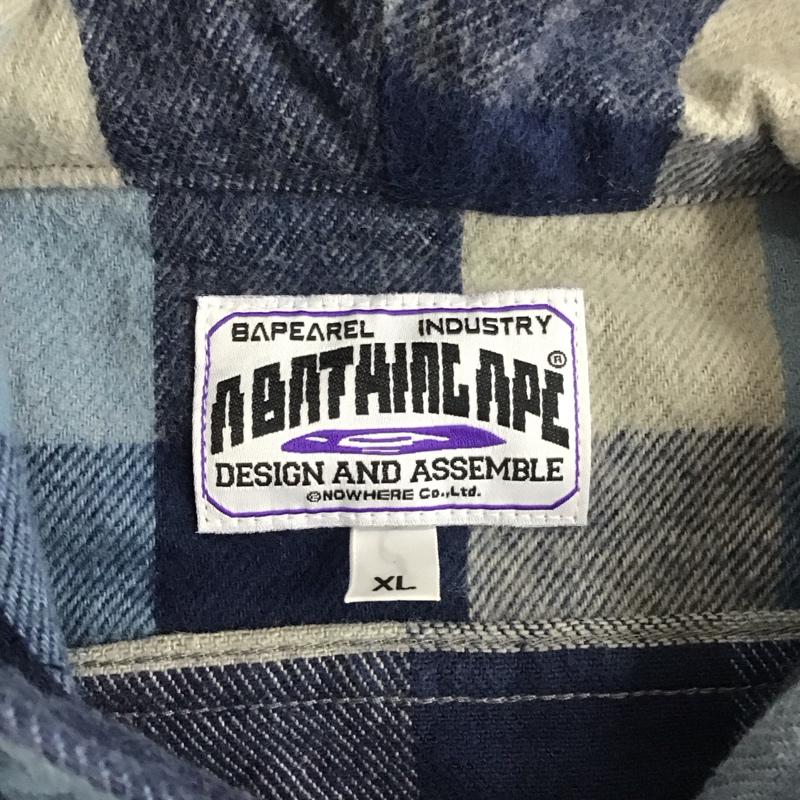 BAPEAREL INDUSTRY
A BATHING APE®
DESIGN AND ASSEMBLE
©NOWHERE Co.,Ltd.
XL